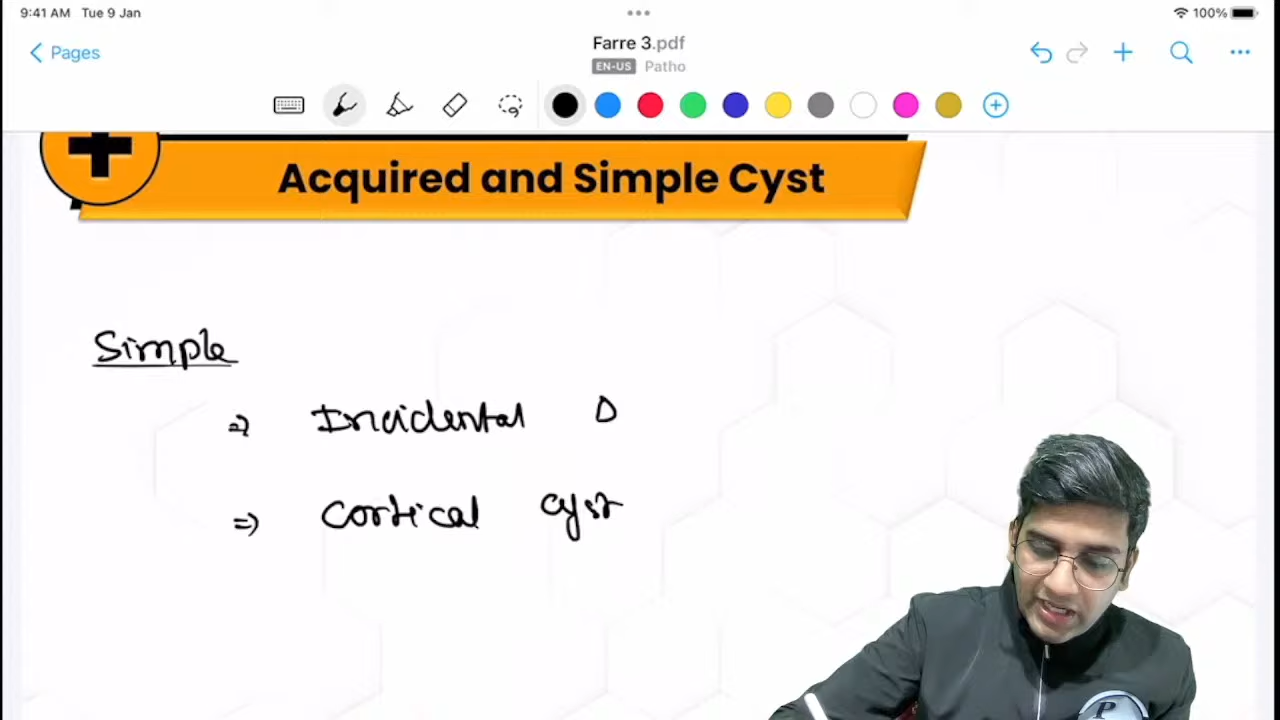 9:41 AM Tue 9 Jan
100%
Pages
Farre 3.pdf
EN-US Patho
Acquired and Simple Cyst
Simple
⇒ Incidental Δ
⇒ Cortical cyst
P